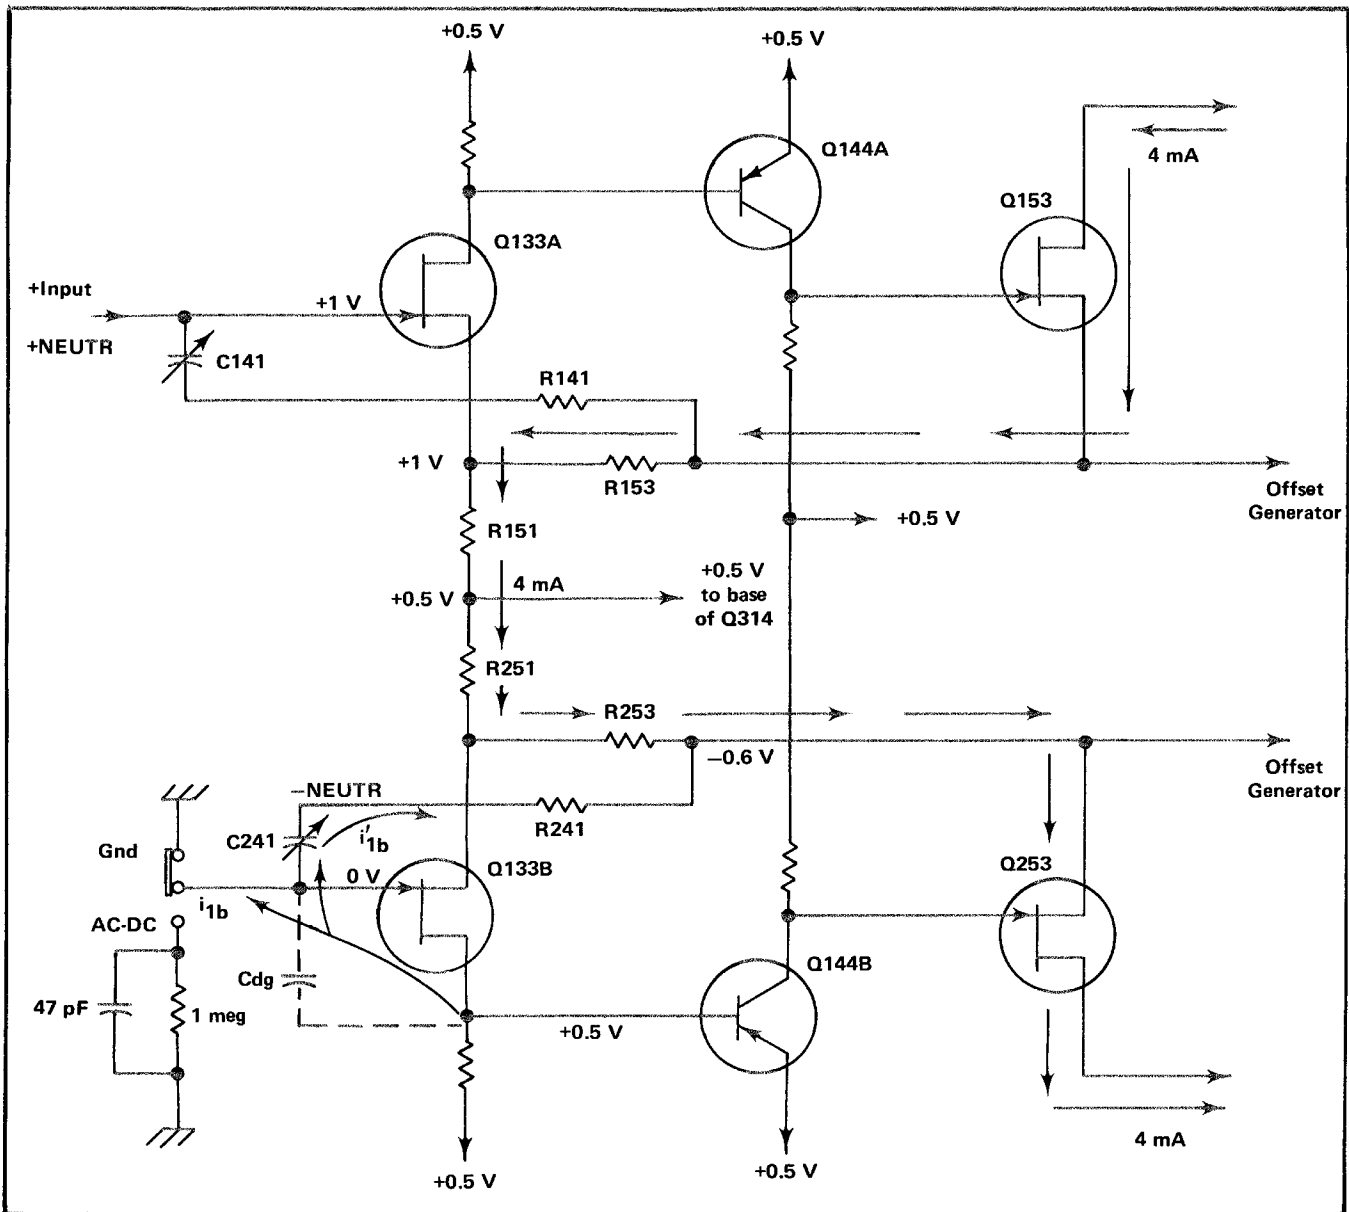 +0.5 V
+0.5 V
Q144A
4 mA
Q153
Q133A
+Input
+1 V
+NEUTR
C141
R141
+1 V
R153
Offset
Generator
R151
+0.5 V
4 mA
+0.5 V
to base
of Q314
+0.5 V
R251
R253
−0.6 V
Offset
Generator
−NEUTR
C241
i'1b
R241
Gnd
0 V
Q133B
Q253
i1b
AC-DC
Cdg
Q144B
47 pF
1 meg
+0.5 V
4 mA
+0.5 V
+0.5 V